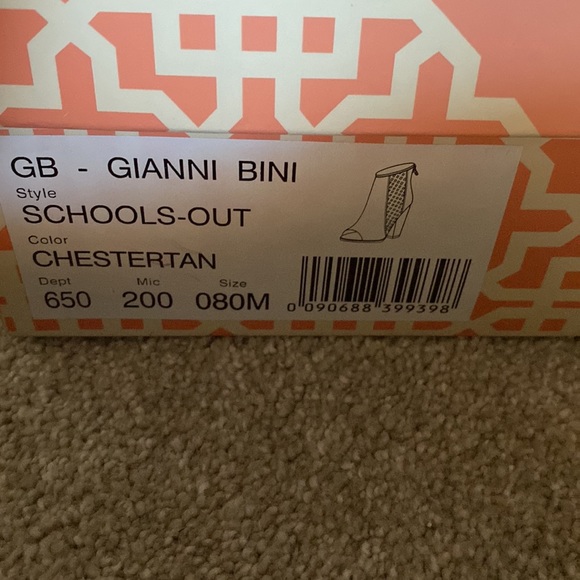 GB - GIANNI BINI
Style
SCHOOLS-OUT
Color
CHESTERTAN
Dept Mic Size
650 200 080M
0 090688 399398